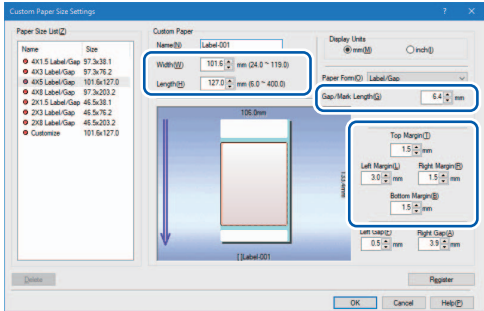 Custom Paper Size Settings
Paper Size List(Z)
Name Size
4X1.5 Label/Gap 97.3x38.1
4X3 Label/Gap 97.3x76.2
4X5 Label/Gap 101.6x127.0
4X8 Label/Gap 97.3x203.2
2X1.5 Label/Gap 46.5x38.1
2X3 Label/Gap 46.5x76.2
2X8 Label/Gap 46.5x203.2
Customize 101.6x127.0
Delete
Custom Paper
Name(N) Label-001
Width(W) 101.6 mm (24.0 ~ 119.0)
Length(H) 127.0 mm (6.0 ~ 400.0)
Display Units
mm(M) inch(I)
Paper Form(O) Label/Gap
Gap/Mark Length(G) 6.4 mm
106.0mm
133.4mm
[]Label-001
Top Margin(T)
1.5 mm
Left Margin(L) Right Margin(R)
3.0 mm 1.5 mm
Bottom Margin(B)
1.5 mm
Left Gap(F) Right Gap(A)
0.5 mm 3.9 mm
Register
OK Cancel Help(P)